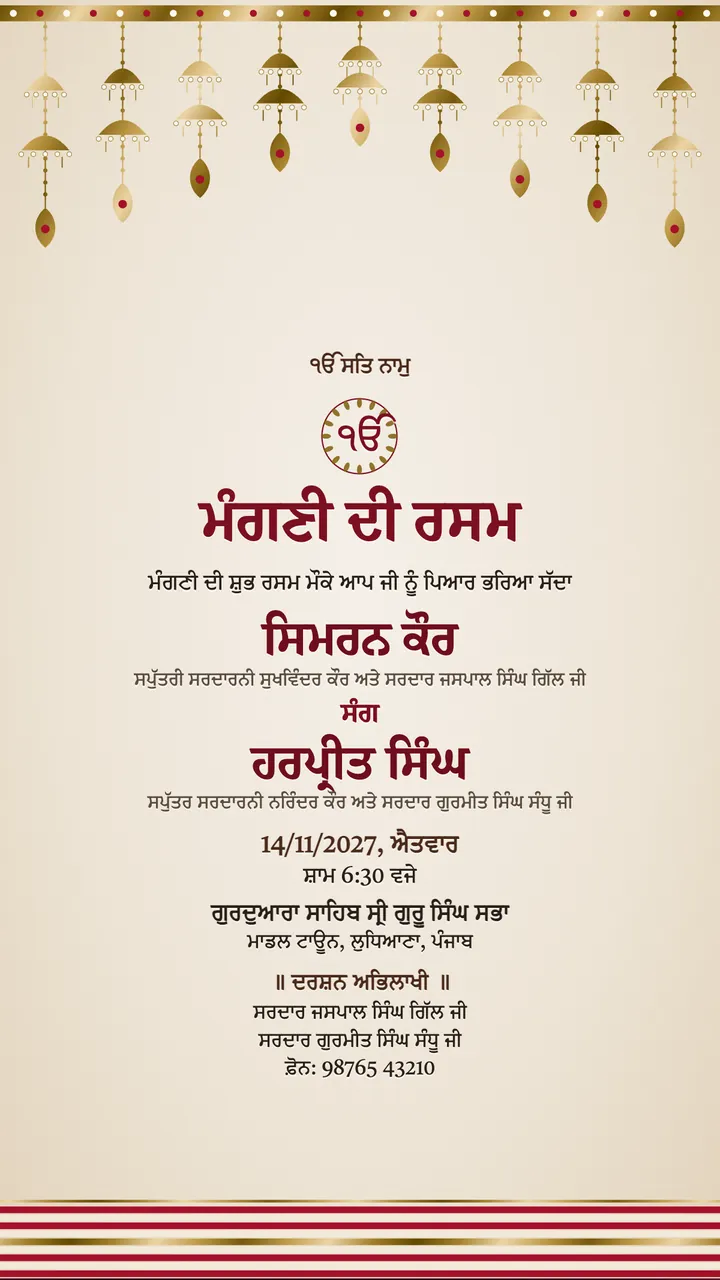 ੴ ਸਤਿ ਨਾਮੁ
ੴ
ਮੰਗਣੀ ਦੀ ਰਸਮ
ਮੰਗਣੀ ਦੀ ਸ਼ੁਭ ਰਸਮ ਮੌਕੇ ਆਪ ਜੀ ਨੂੰ ਪਿਆਰ ਭਰਿਆ ਸੱਦਾ
ਸਿਮਰਨ ਕੌਰ
ਸਪੁੱਤਰੀ ਸਰਦਾਰਨੀ ਸੁਖਵਿੰਦਰ ਕੌਰ ਅਤੇ ਸਰਦਾਰ ਜਸਪਾਲ ਸਿੰਘ ਗਿੱਲ ਜੀ
ਸੰਗ
ਹਰਪ੍ਰੀਤ ਸਿੰਘ
ਸਪੁੱਤਰ ਸਰਦਾਰਨੀ ਨਰਿੰਦਰ ਕੌਰ ਅਤੇ ਸਰਦਾਰ ਗੁਰਮੀਤ ਸਿੰਘ ਸੰਧੂ ਜੀ
14/11/2027, ਐਤਵਾਰ
ਸ਼ਾਮ 6:30 ਵਜੇ
ਗੁਰਦੁਆਰਾ ਸਾਹਿਬ ਸ੍ਰੀ ਗੁਰੂ ਸਿੰਘ ਸਭਾ
ਮਾਡਲ ਟਾਊਨ, ਲੁਧਿਆਣਾ, ਪੰਜਾਬ
॥ ਦਰਸ਼ਨ ਅਭਿਲਾਖੀ ॥
ਸਰਦਾਰ ਜਸਪਾਲ ਸਿੰਘ ਗਿੱਲ ਜੀ
ਸਰਦਾਰ ਗੁਰਮੀਤ ਸਿੰਘ ਸੰਧੂ ਜੀ
ਫ਼ੋਨ: 98765 43210